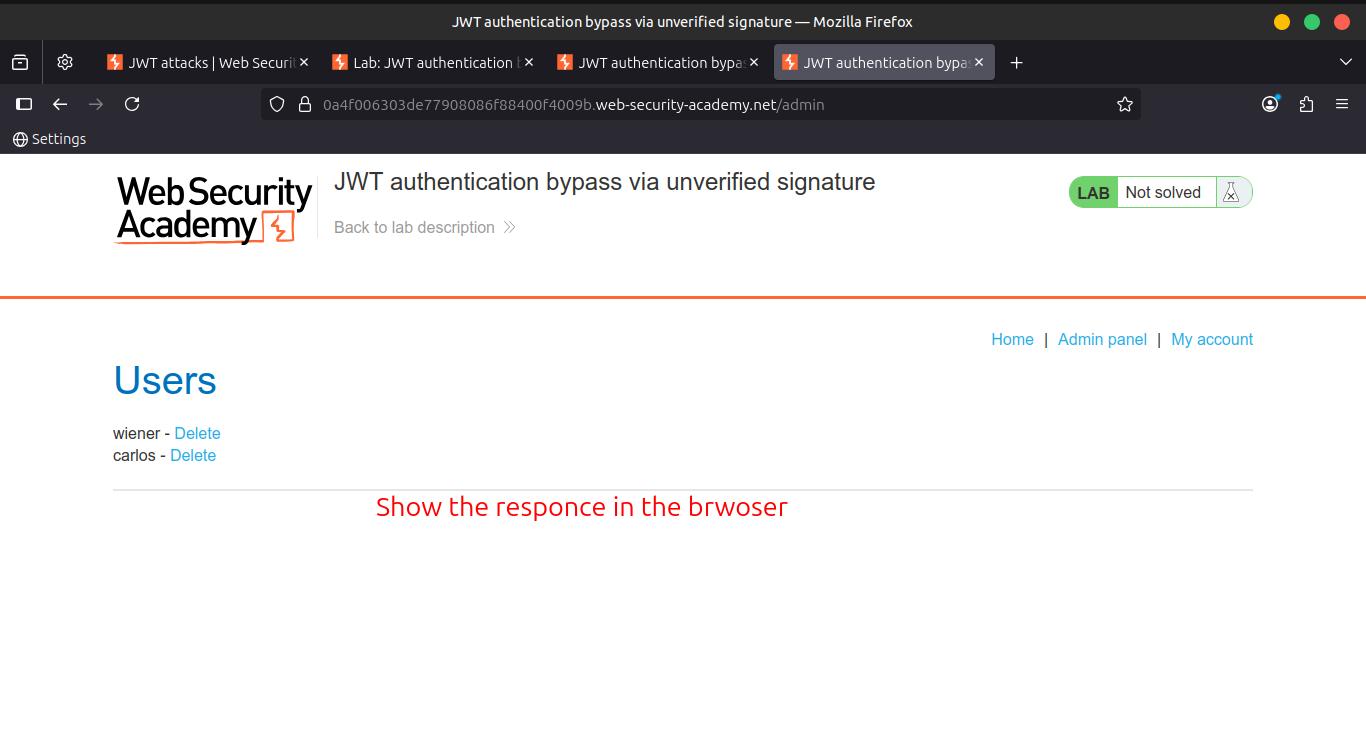 JWT authentication bypass via unverified signature — Mozilla Firefox
JWT attacks | Web Securit
Lab: JWT authentication b
JWT authentication bypas
JWT authentication bypas
0a4f006303de77908086f88400f4009b.web-security-academy.net/admin
Settings
Web Security
Academy
JWT authentication bypass via unverified signature
Back to lab description
LAB Not solved
Home | Admin panel | My account
Users
wiener - Delete
carlos - Delete
Show the responce in the brwoser